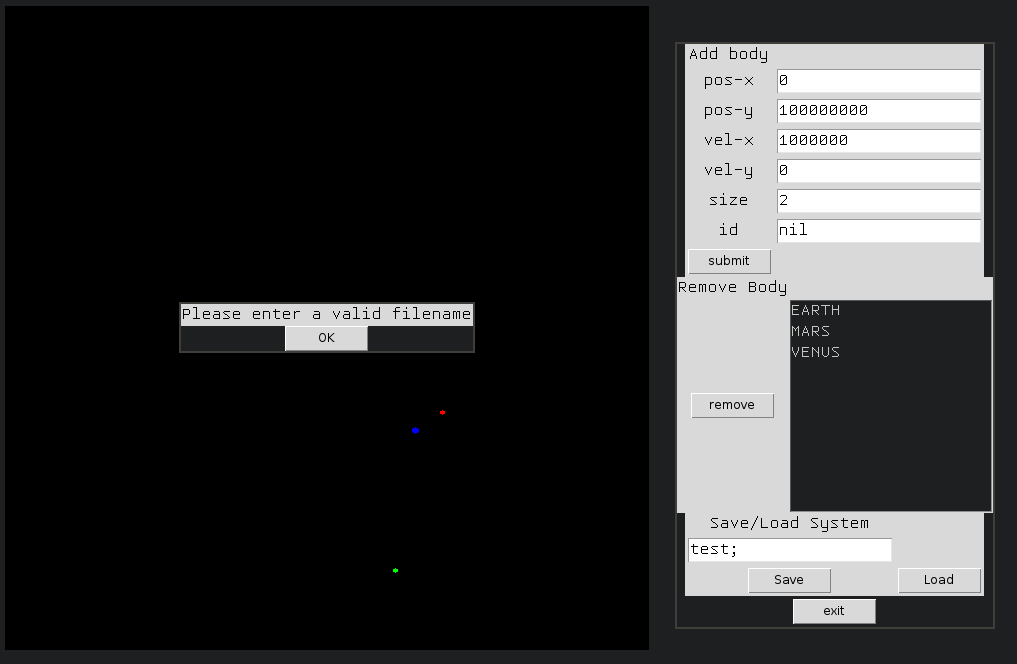 Please enter a valid filename
OK
Add body
pos-x 0
pos-y 100000000
vel-x 1000000
vel-y 0
size 2
id nil
submit
Remove Body
EARTH
MARS
VENUS
remove
Save/Load System
test;
Save Load
exit